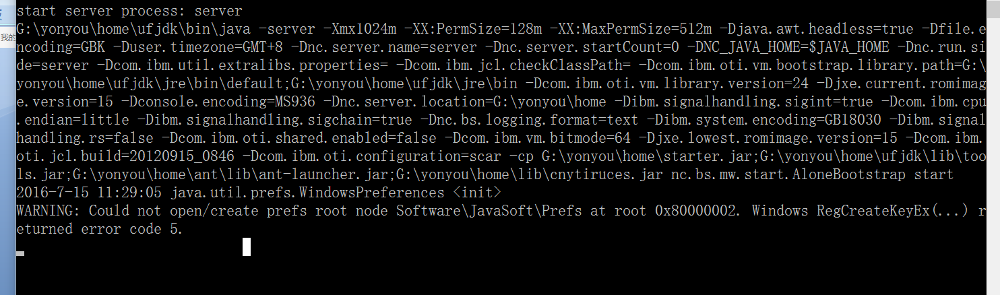 start server process: server
G:\yonyou\home\ufjdk\bin\java -server -Xmx1024m -XX:PermSize=128m -XX:MaxPermSize=512m -Djava.awt.headless=true -Dfile.e
ncoding=GBK -Duser.timezone=GMT+8 -Dnc.server.name=server -Dnc.server.startCount=0 -DNC_JAVA_HOME=$JAVA_HOME -Dnc.run.si
de=server -Dcom.ibm.util.extralibs.properties= -Dcom.ibm.jcl.checkClassPath= -Dcom.ibm.oti.vm.bootstrap.library.path=G:\
yonyou\home\ufjdk\jre\bin\default;G:\yonyou\home\ufjdk\jre\bin -Dcom.ibm.oti.vm.library.version=24 -Djxe.current.romimag
e.version=15 -Dconsole.encoding=MS936 -Dnc.server.location=G:\yonyou\home -Dibm.signalhandling.sigint=true -Dcom.ibm.cpu
.endian=little -Dibm.signalhandling.sigchain=true -Dnc.bs.logging.format=text -Dibm.system.encoding=GB18030 -Dibm.signal
handling.rs=false -Dcom.ibm.oti.shared.enabled=false -Dcom.ibm.vm.bitmode=64 -Djxe.lowest.romimage.version=15 -Dcom.ibm.
oti.jcl.build=20120915_0846 -Dcom.ibm.oti.configuration=scar -cp G:\yonyou\home\starter.jar;G:\yonyou\home\ufjdk\lib\too
ls.jar;G:\yonyou\home\ant\lib\ant-launcher.jar;G:\yonyou\home\lib\cnytiruces.jar nc.bs.mw.start.AloneBootstrap start
2016-7-15 11:29:05 java.util.prefs.WindowsPreferences <init>
WARNING: Could not open/create prefs root node Software\JavaSoft\Prefs at root 0x80000002. Windows RegCreateKeyEx(...) r
eturned error code 5.
我的